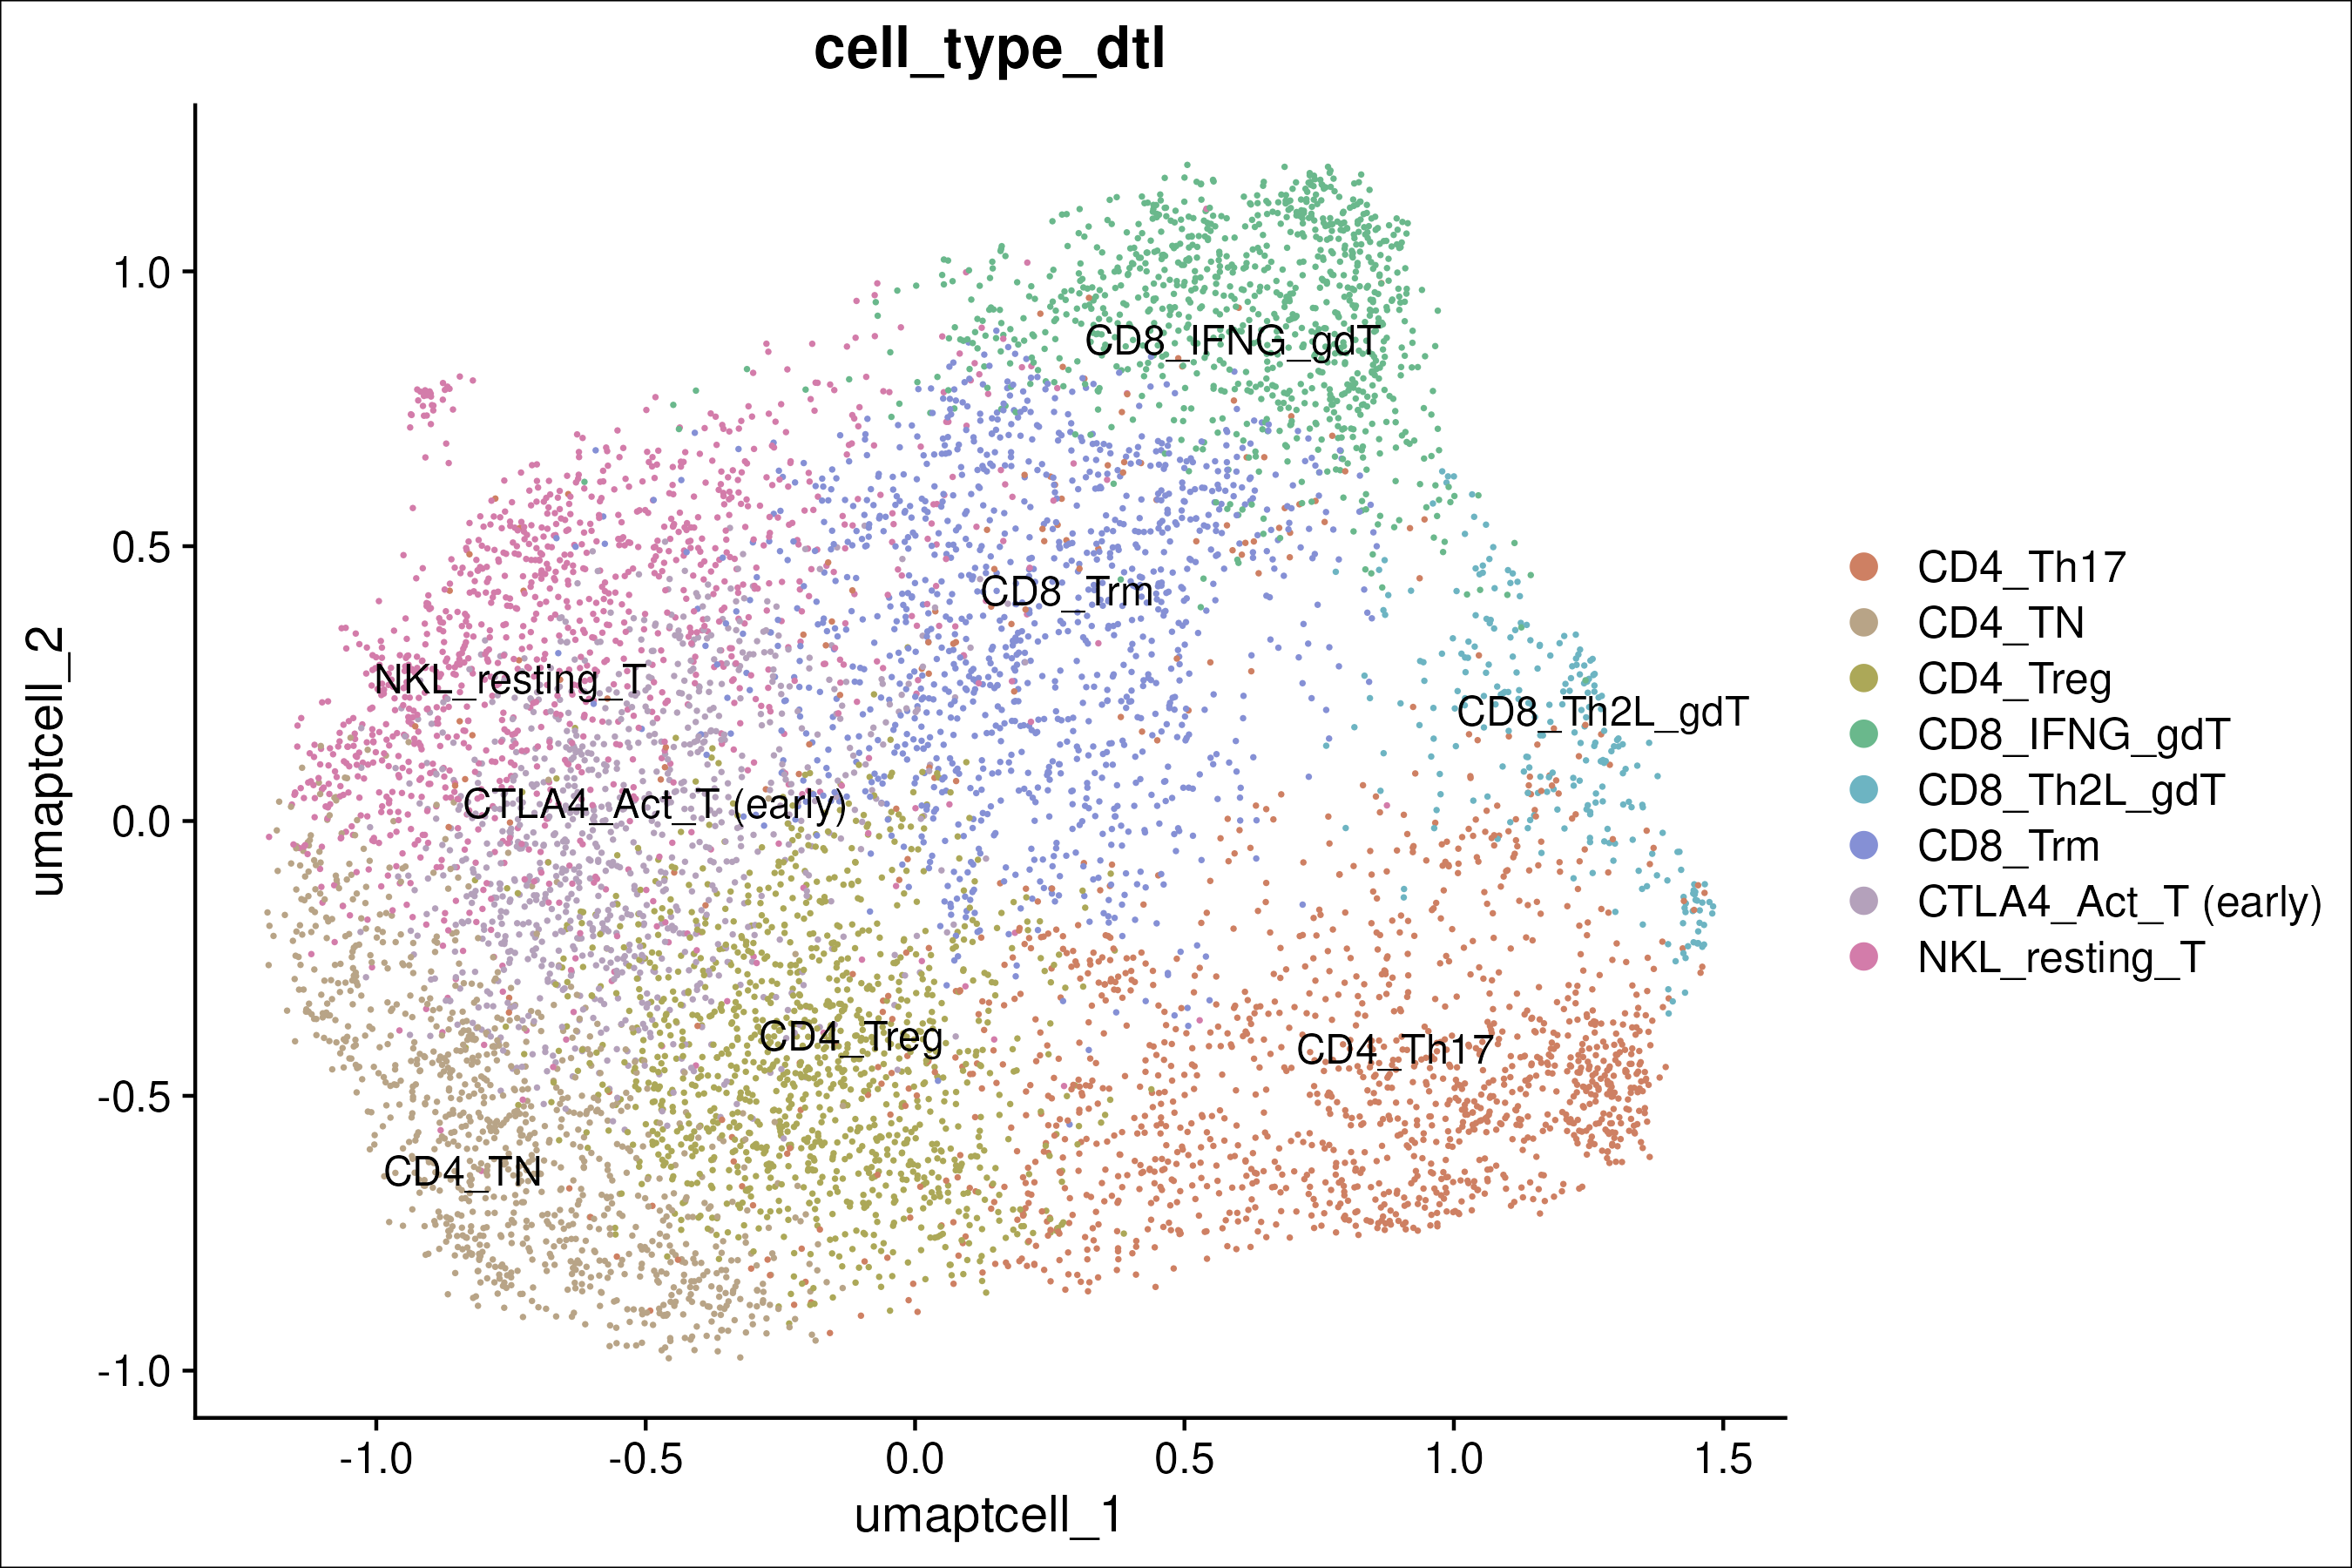 cell_type_dtl
umaptcell_2
1.0
0.5
0.0
-0.5
-1.0
CD8_IFNG_gdT
CD8_Trm
NKL_resting_T
CD8_Th2L_gdT
CTLA4_Act_T (early)
CD4_Treg
CD4_Th17
CD4_TN
-1.0
-0.5
0.0
0.5
1.0
1.5
umaptcell_1
CD4_Th17
CD4_TN
CD4_Treg
CD8_IFNG_gdT
CD8_Th2L_gdT
CD8_Trm
CTLA4_Act_T (early)
NKL_resting_T